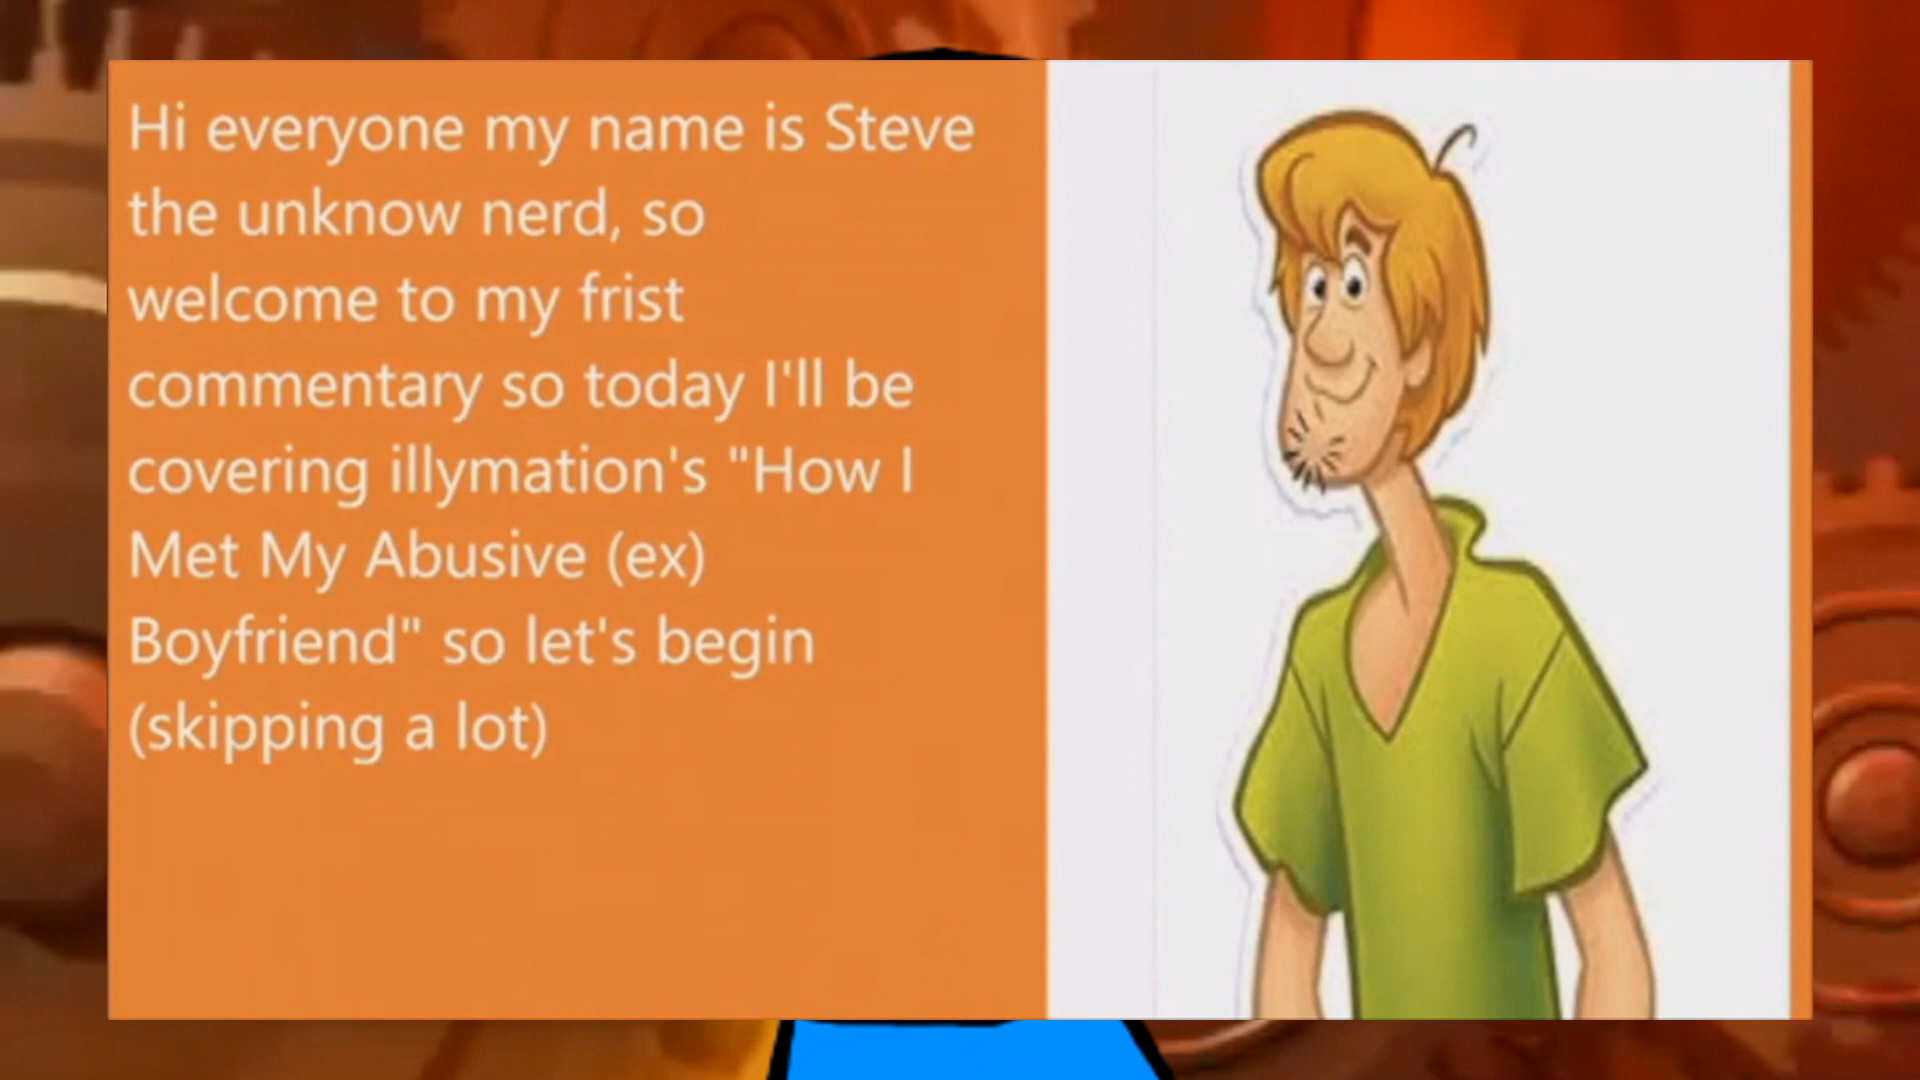 Hi everyone my name is Steve
the unknow nerd, so
welcome to my frist
commentary so today I'll be
covering illymation's "How I
Met My Abusive (ex)
Boyfriend" so let's begin
(skipping a lot)